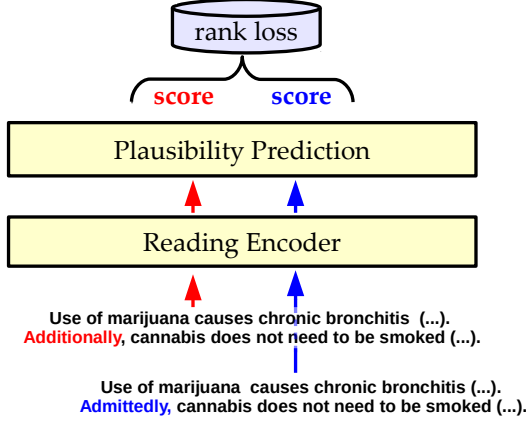 rank loss
score score
Plausibility Prediction
Reading Encoder
Use of marijuana causes chronic bronchitis (...).
Additionally, cannabis does not need to be smoked (...).
Use of marijuana causes chronic bronchitis (...).
Admittedly, cannabis does not need to be smoked (...).